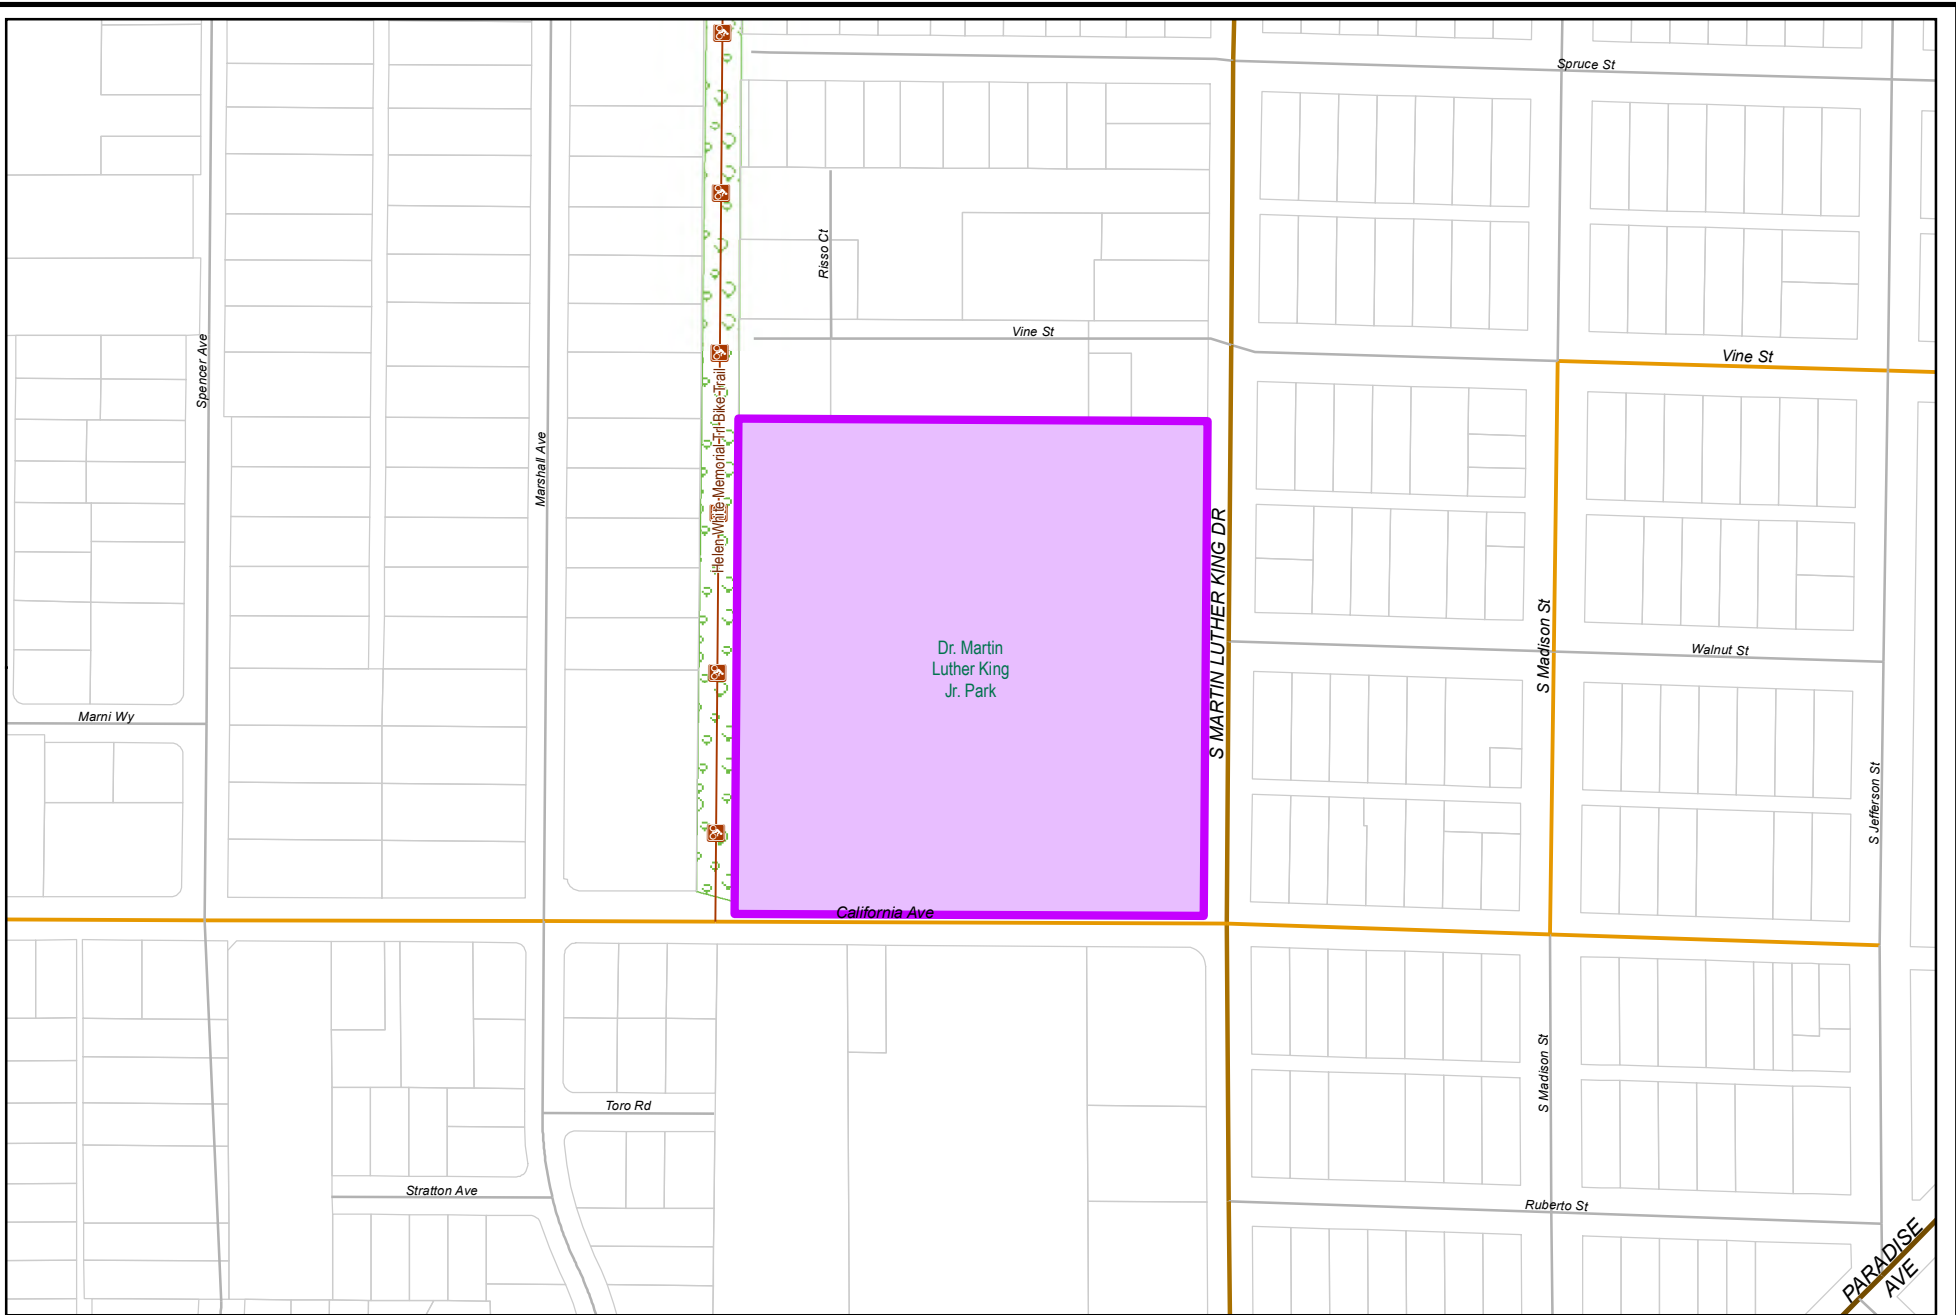 Spruce St
Risso Ct
Vine St
Vine St
Spencer Ave
Marshall Ave
Helen White Memorial Tri Bike Trail
S MARTIN LUTHER KING DR
S Madison St
Dr. Martin
Luther King
Jr. Park
Walnut St
Marni Wy
S Jefferson St
California Ave
Toro Rd
S Madison St
Stratton Ave
Ruberto St
PARADISE
AVE